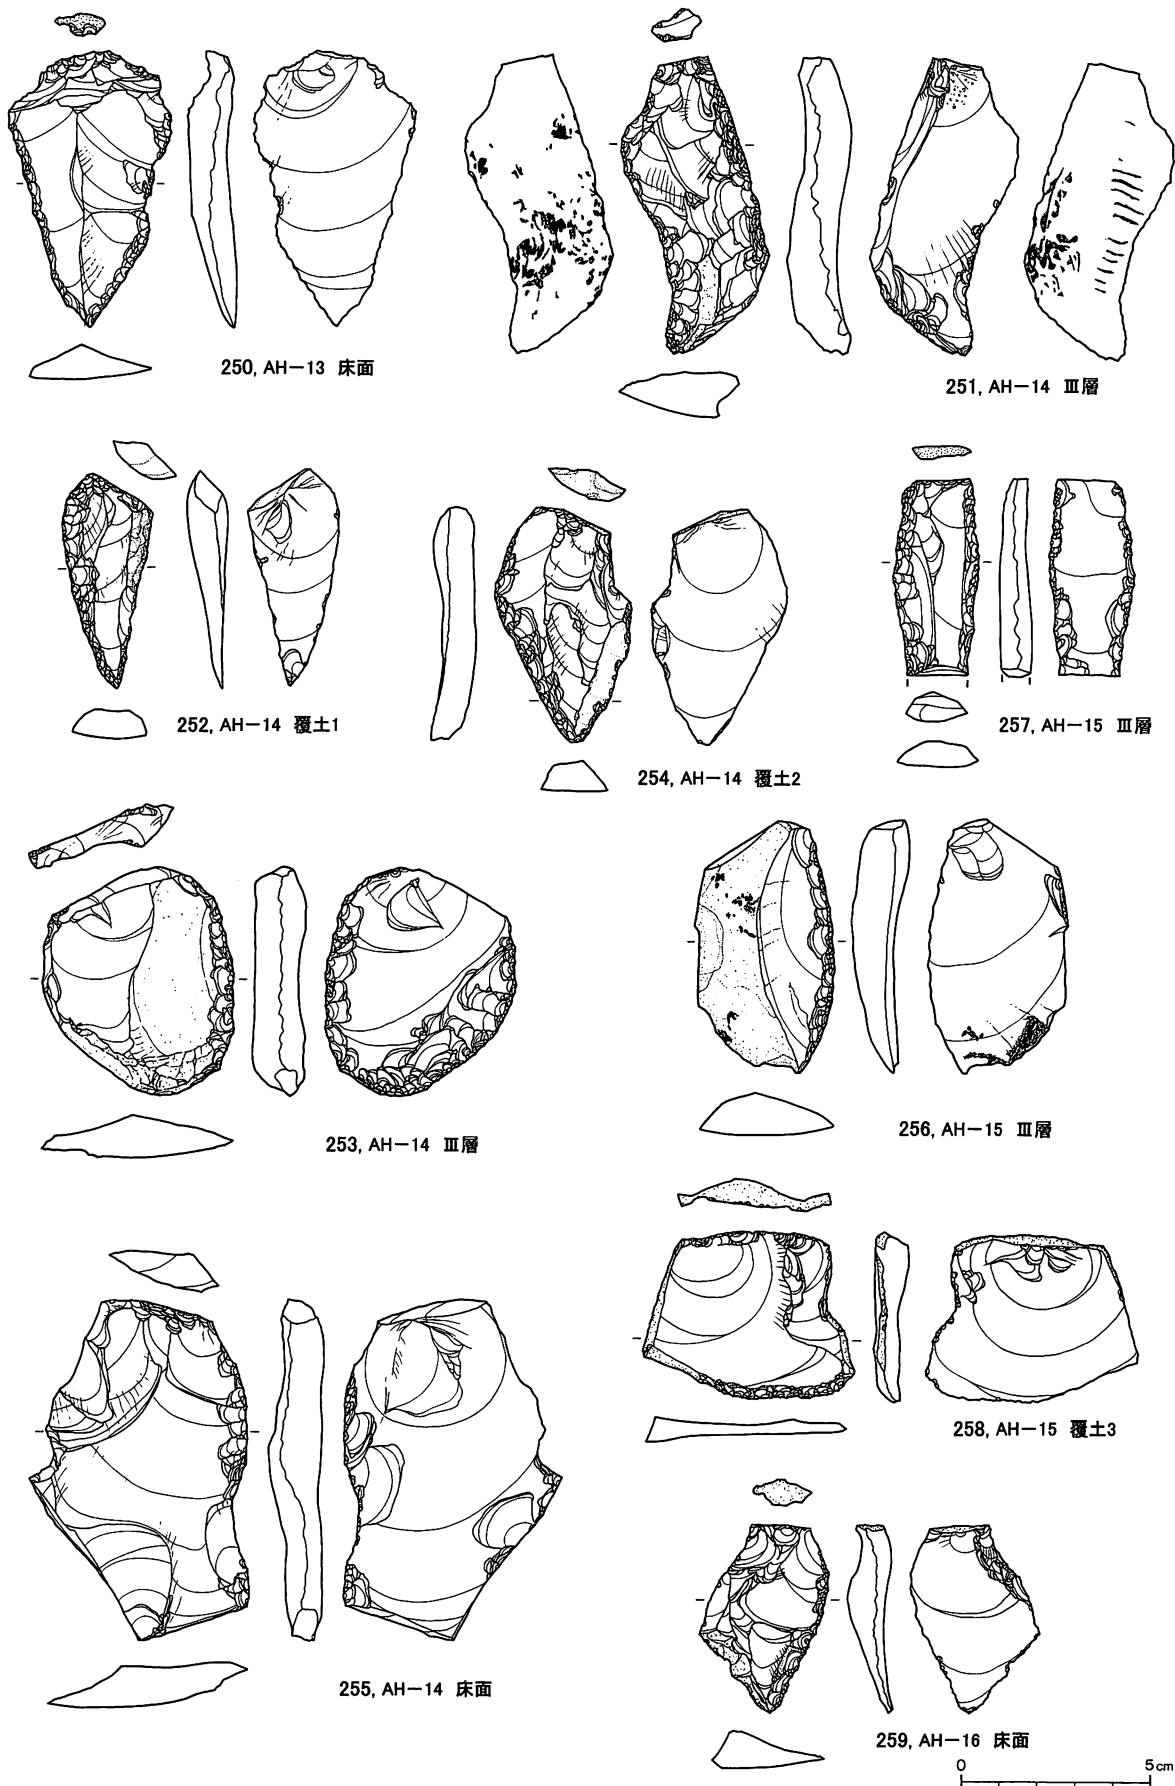 250, AH－13 床面
251, AH－14 Ⅲ層
252, AH－14 覆土1
254, AH－14 覆土2
257, AH－15 Ⅲ層
253, AH－14 Ⅲ層
256, AH－15 Ⅲ層
258, AH－15 覆土3
255, AH－14 床面
259, AH－16 床面
0 5cm